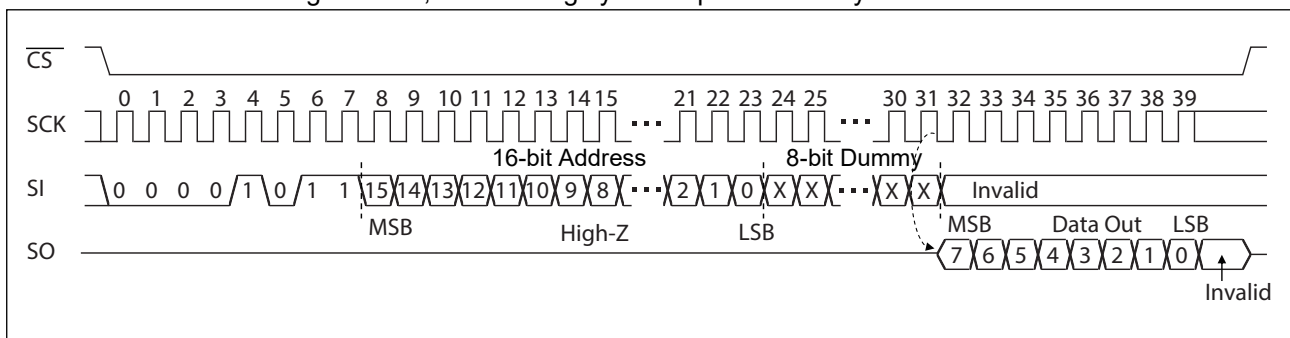 CS
0 1 2 3 4 5 6 7 8 9 10 11 12 13 14 15 21 22 23 24 25 30 31 32 33 34 35 36 37 38 39
SCK
16-bit Address 8-bit Dummy
SI 0 0 0 0 1 0 1 1 15 14 13 12 11 10 9 8 2 1 0 X X X X Invalid
MSB High-Z LSB MSB Data Out LSB
SO 7 6 5 4 3 2 1 0
Invalid